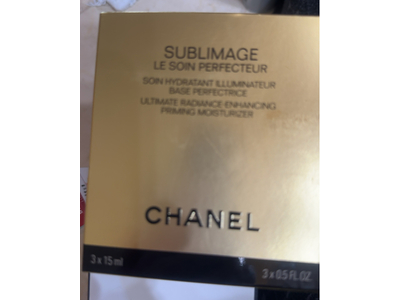 SUBLIMAGE
LE SOIN PERFECTEUR
SOIN HYDRATANT ILLUMINATEUR
BASE PERFECTRICE
ULTIMATE RADIANCE-ENHANCING
PRIMING MOISTURIZER
CHANEL
3 x 15 ml
3 x 0.5 FL. OZ.